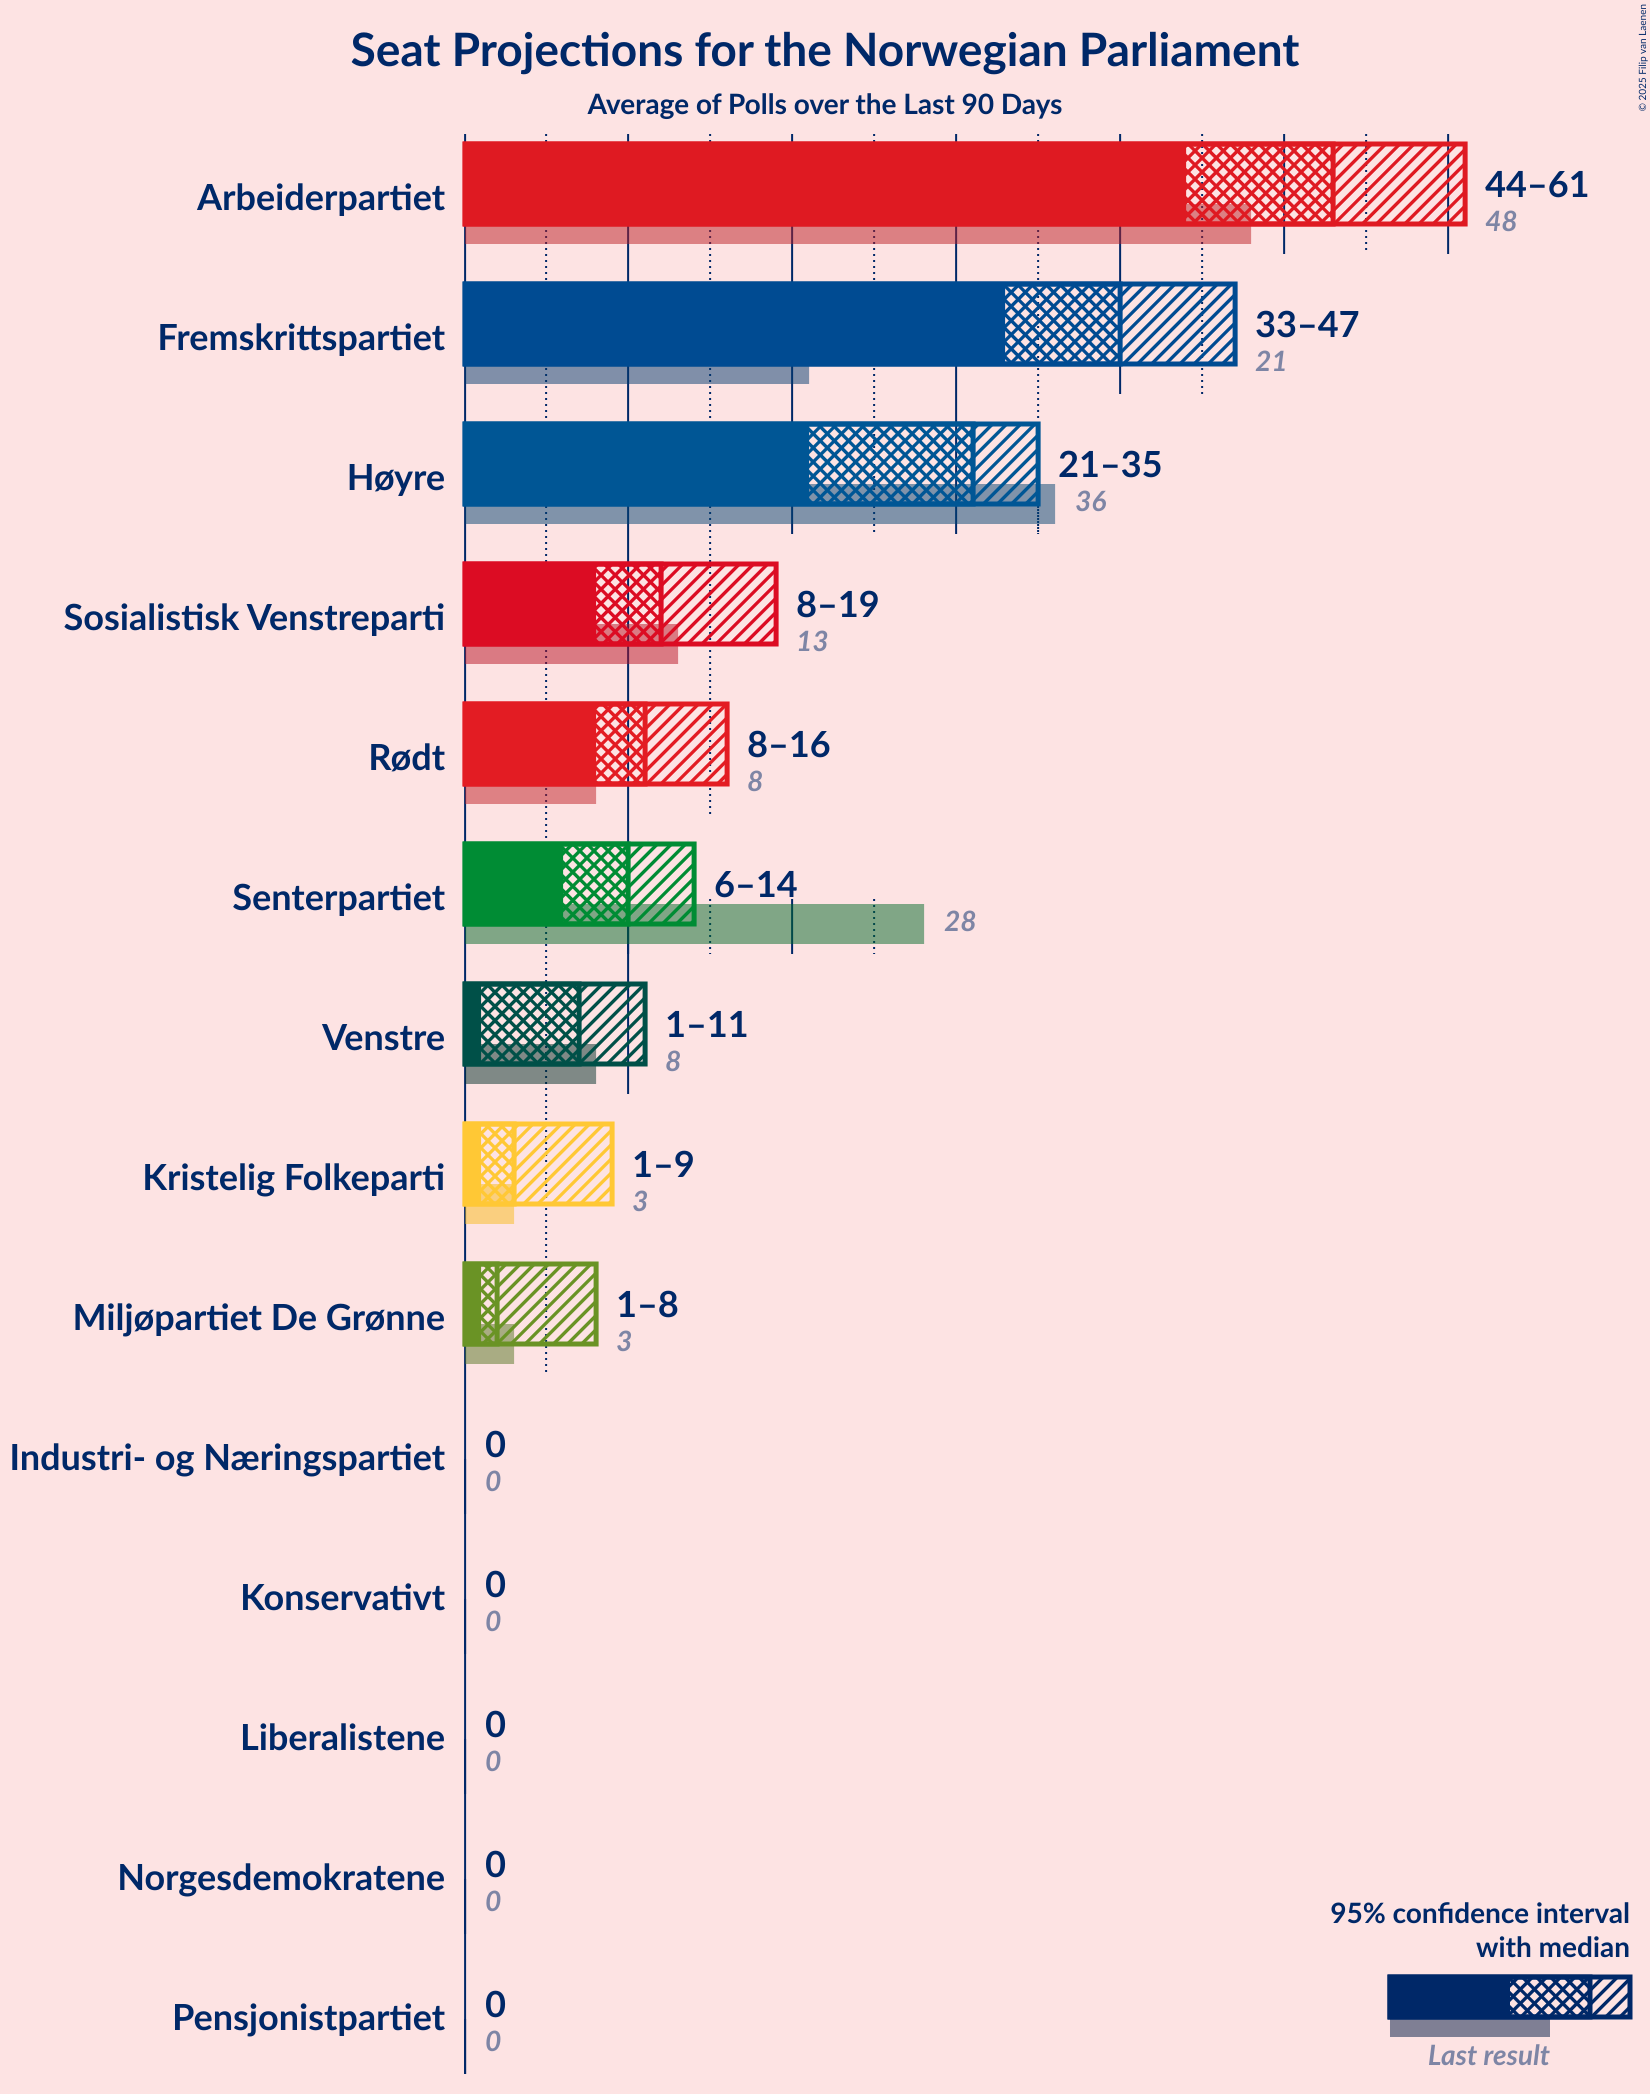 Seat Projections for the Norwegian Parliament
Average of Polls over the Last 90 Days
© 2025 Filip van Laenen
Arbeiderpartiet
44–61
48
Fremskrittspartiet
33–47
21
Høyre
21–35
36
Sosialistisk Venstreparti
8–19
13
Rødt
8–16
8
Senterpartiet
6–14
28
Venstre
1–11
8
Kristelig Folkeparti
1–9
3
Miljøpartiet De Grønne
1–8
3
Industri- og Næringspartiet
0
0
Konservativt
0
0
Liberalistene
0
0
Norgesdemokratene
0
0
Pensjonistpartiet
0
0
95% confidence interval
with median
Last result